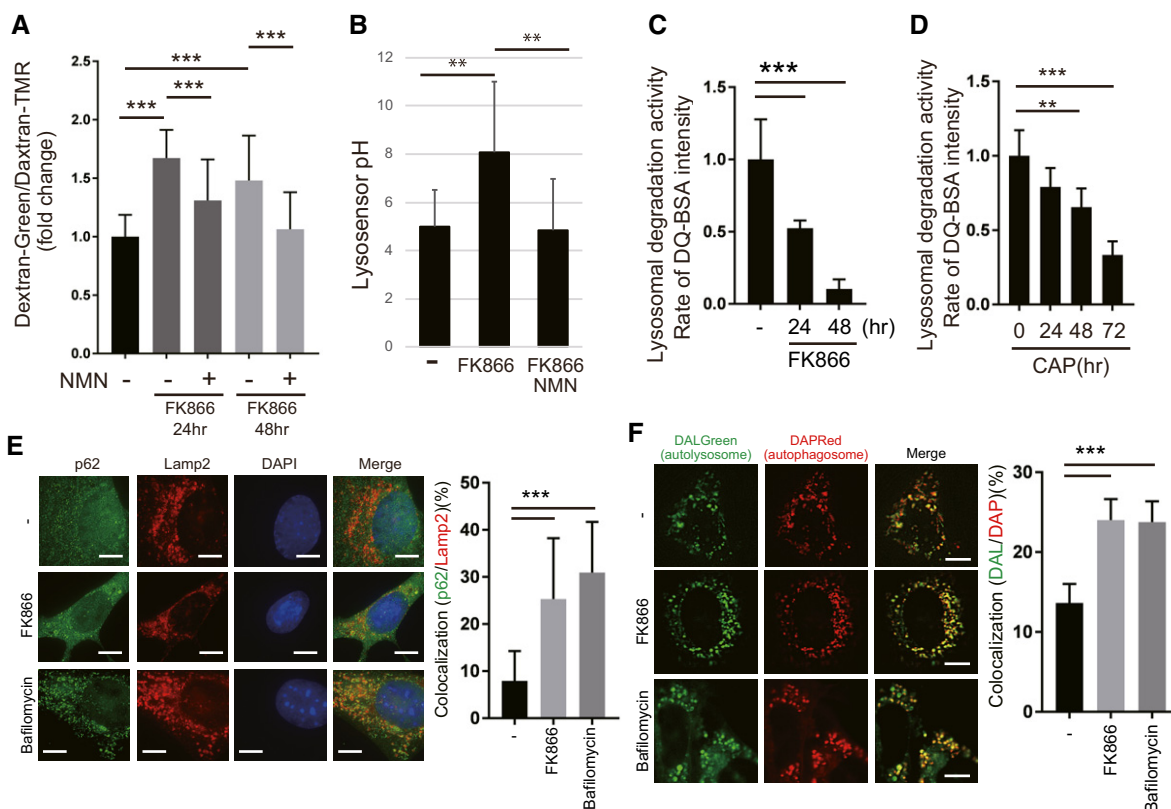 A
Dextran-Green/Daxtran-TMR
(fold change)
2.5
2.0
1.5
1.0
0.5
0.0
***
***
***
***
NMN
- - + - +
FK866
24hr
FK866
48hr
B
Lysosensor pH
12
10
8
6
4
2
0
**
**
–
FK866
FK866
NMN
C
Lysosomal degradation activity
Rate of DQ-BSA intensity
1.5
1.0
0.5
0.0
***
- 24 48 (hr)
FK866
D
Lysosomal degradation activity
Rate of DQ-BSA intensity
1.5
1.0
0.5
0.0
***
**
0 24 48 72
CAP(hr)
E
p62 Lamp2 DAPI Merge
-
FK866
Bafilomycin
Colocalization (p62/Lamp2)(%)
50
40
30
20
10
0
***
-
FK866
Bafilomycin
F
DALGreen
(autolysosome)
DAPRed
(autophagosome)
Merge
-
FK866
Bafilomycin
Colocalization (DAL/DAP)(%)
30
20
10
0
***
-
FK866
Bafilomycin